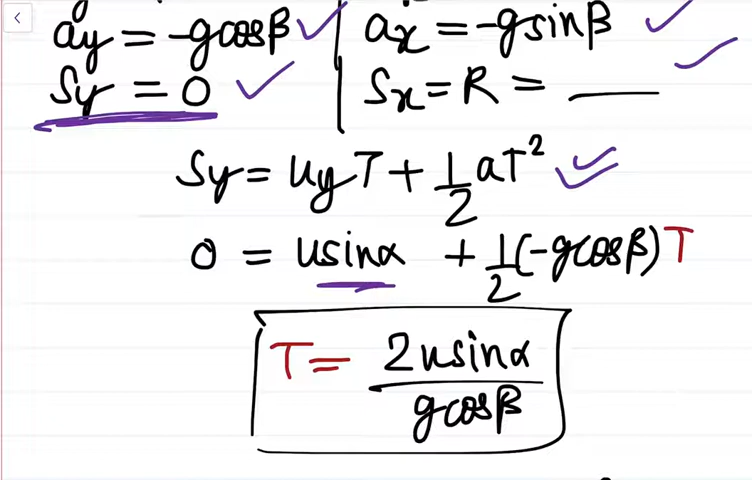 ay = -gcosβ ✓ | ax = -gsinβ ✓
Sy = 0 ✓ | Sx = R = ____ ✓
Sy = uyT + 1/2 aT²
0 = usinα + 1/2 (-gcosβ) T
T = 2usinα / gcosβ